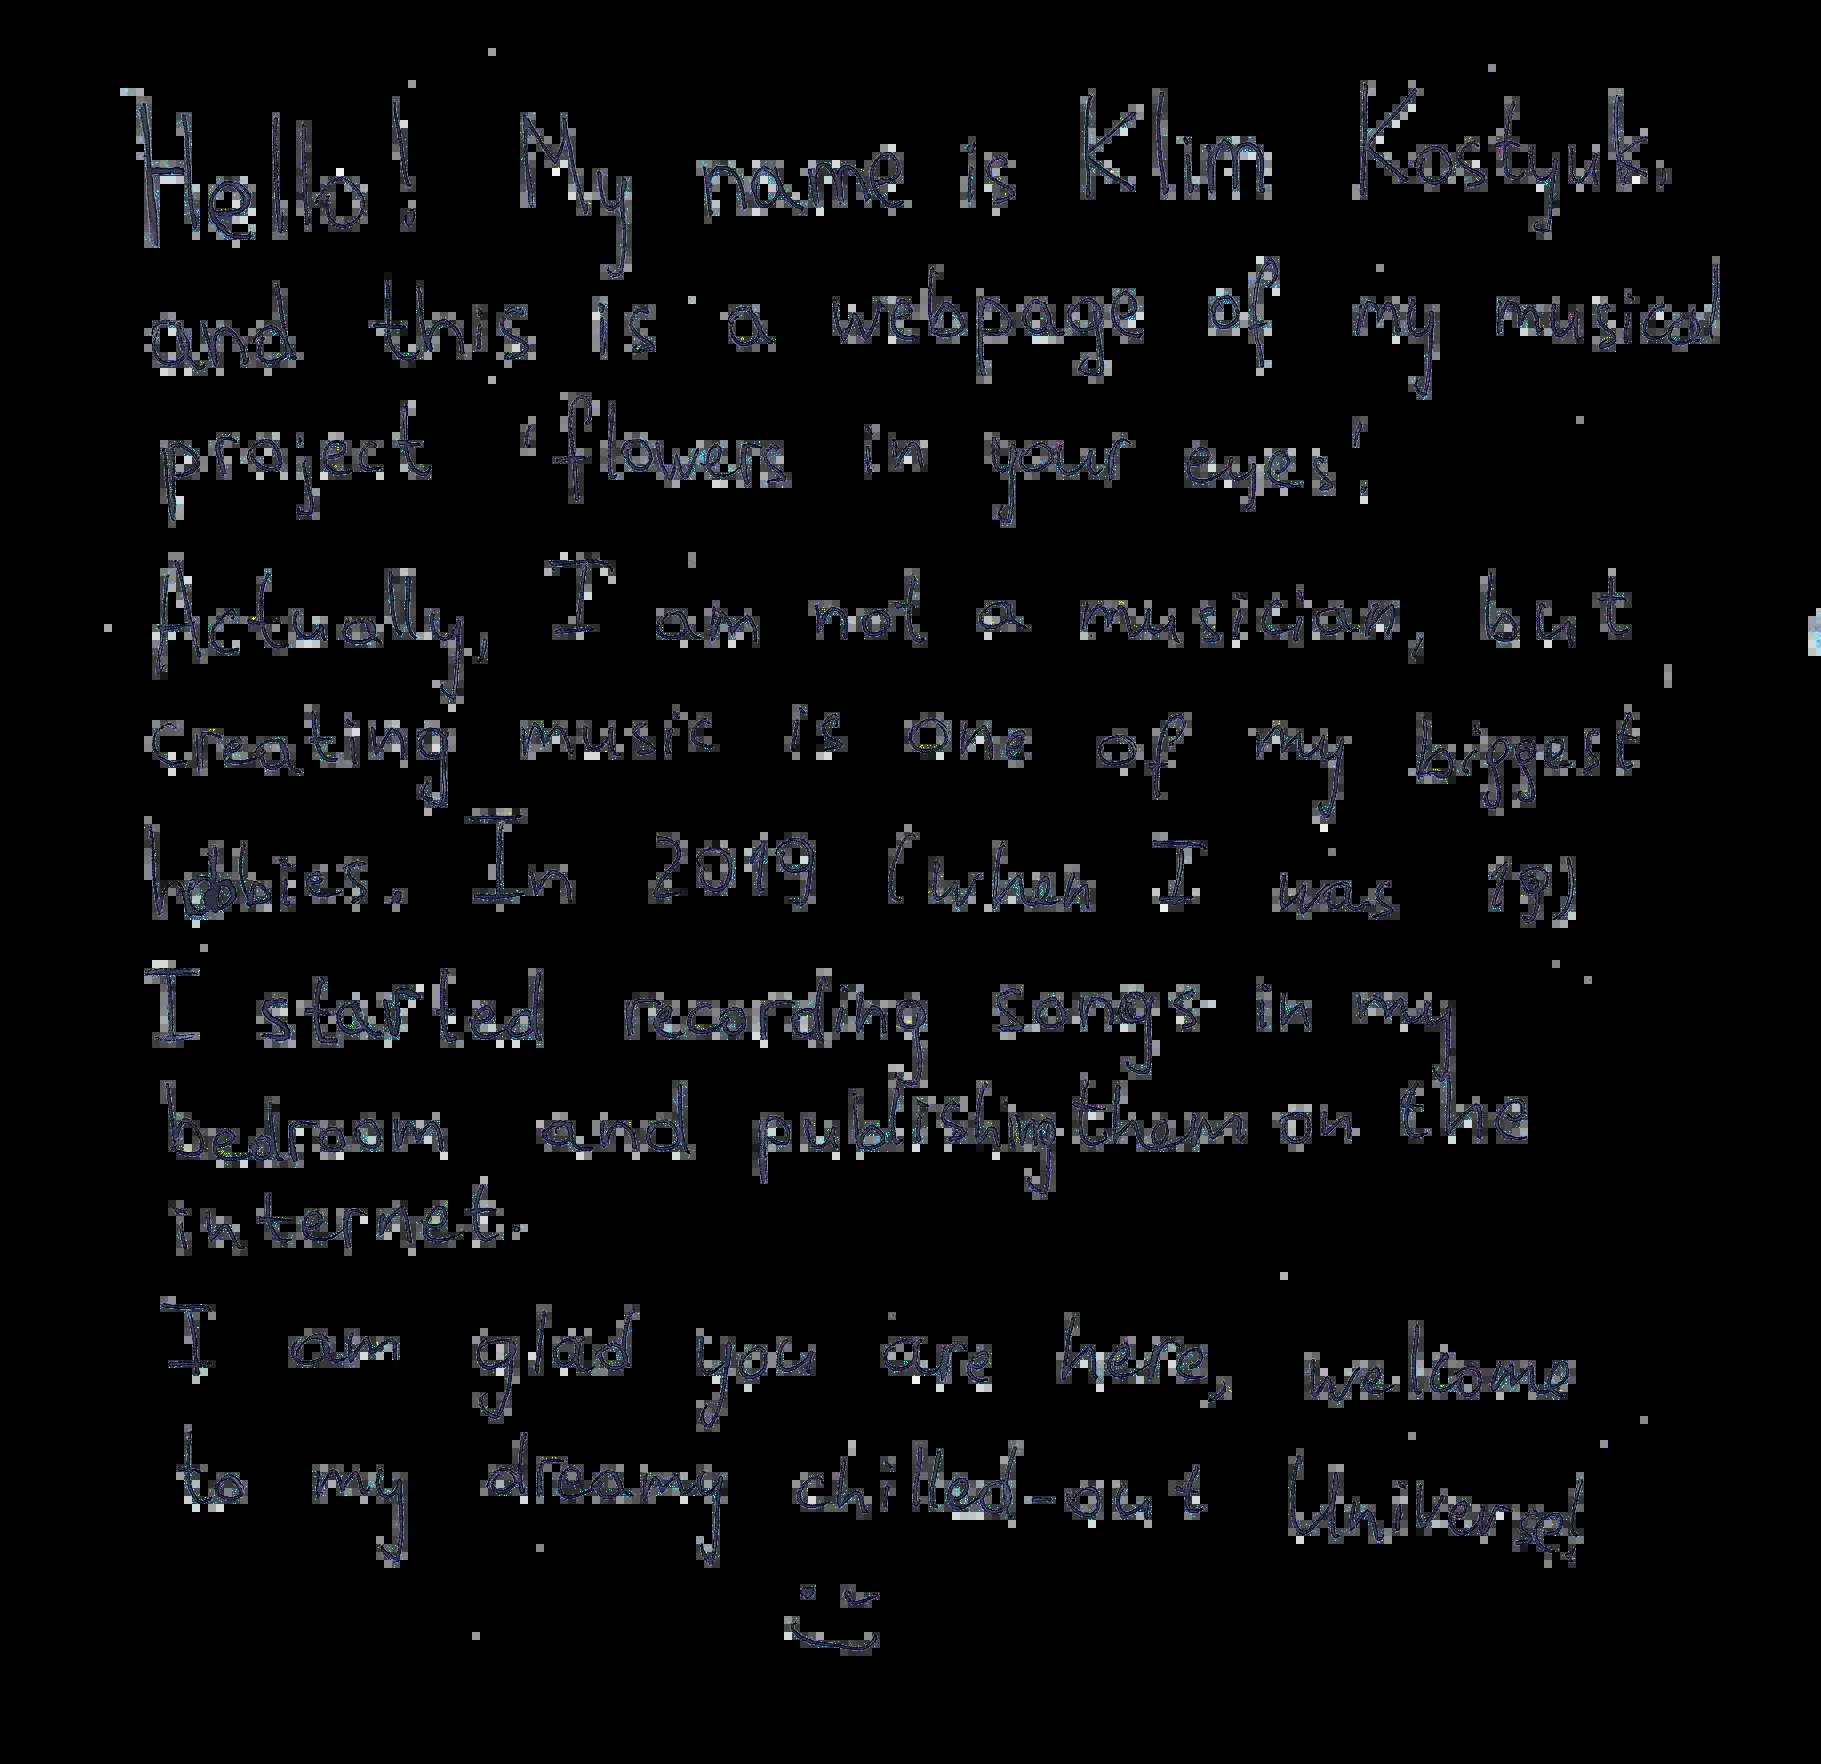 Hello! My name is Klim Kostyuk,
and this is a webpage of my musical
project 'flowers in your eyes'.
Actually, I am not a musician, but
creating music is one of my biggest
hobbies. In 2019 (when I was 19)
I started recording songs in my
bedroom and publishing them on the
internet.
I am glad you are here, welcome
to my dreamy chilled-out Universe!